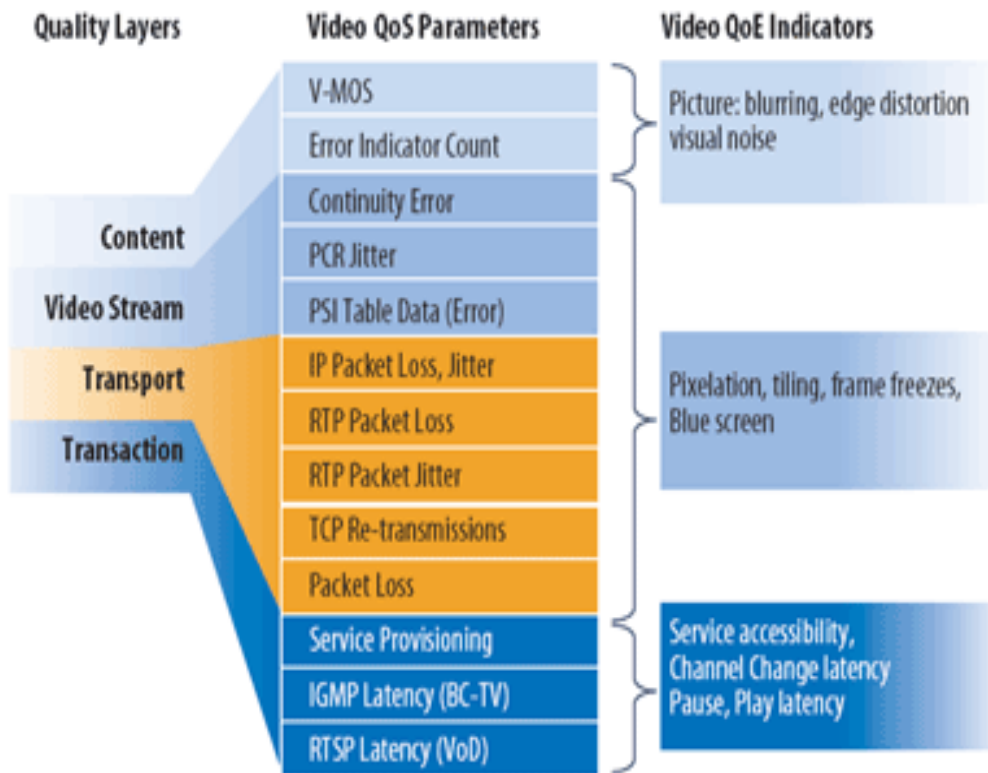 Quality Layers
Video QoS Parameters
Video QoE Indicators
Content
Video Stream
Transport
Transaction
V-MOS
Error Indicator Count
Continuity Error
PCR Jitter
PSI Table Data (Error)
IP Packet Loss, Jitter
RTP Packet Loss
RTP Packet Jitter
TCP Re-transmissions
Packet Loss
Service Provisioning
IGMP Latency (BC-TV)
RTSP Latency (VoD)
Picture: blurring, edge distortion
visual noise
Pixelation, tiling, frame freezes,
Blue screen
Service accessibility,
Channel Change latency
Pause, Play latency